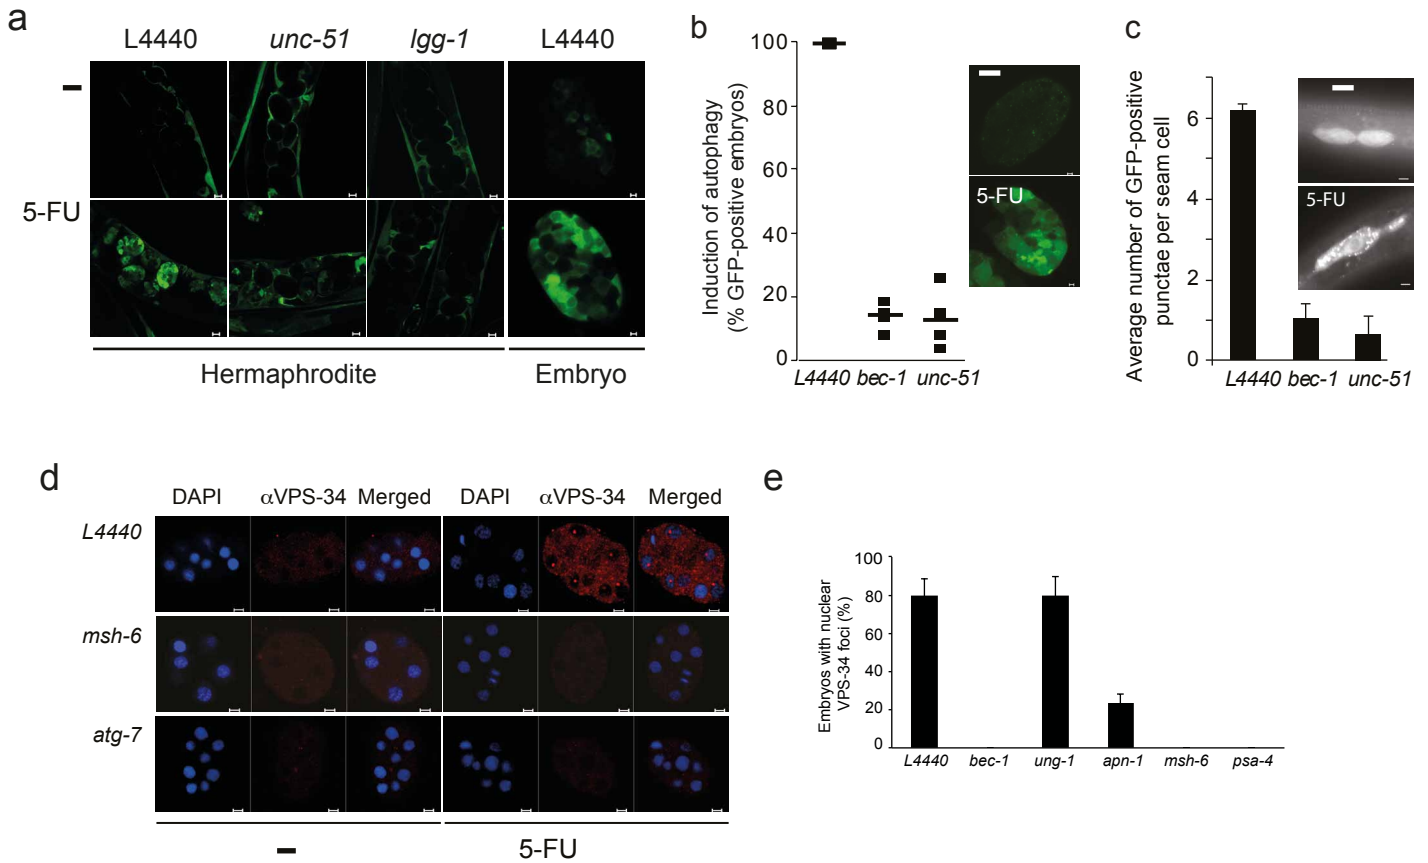 a
L4440 unc-51 lgg-1 L4440
–
5-FU
Hermaphrodite Embryo
b
Induction of autophagy
(% GFP-positive embryos)
100
80
60
40
20
0
L4440 bec-1 unc-51
5-FU
c
Average number of GFP-positive
punctae per seam cell
6
4
2
0
L4440 bec-1 unc-51
5-FU
d
DAPI αVPS-34 Merged DAPI αVPS-34 Merged
L4440
msh-6
atg-7
– 5-FU
e
Embryos with nuclear
VPS-34 foci (%)
100
80
60
40
20
0
L4440 bec-1 ung-1 apn-1 msh-6 psa-4